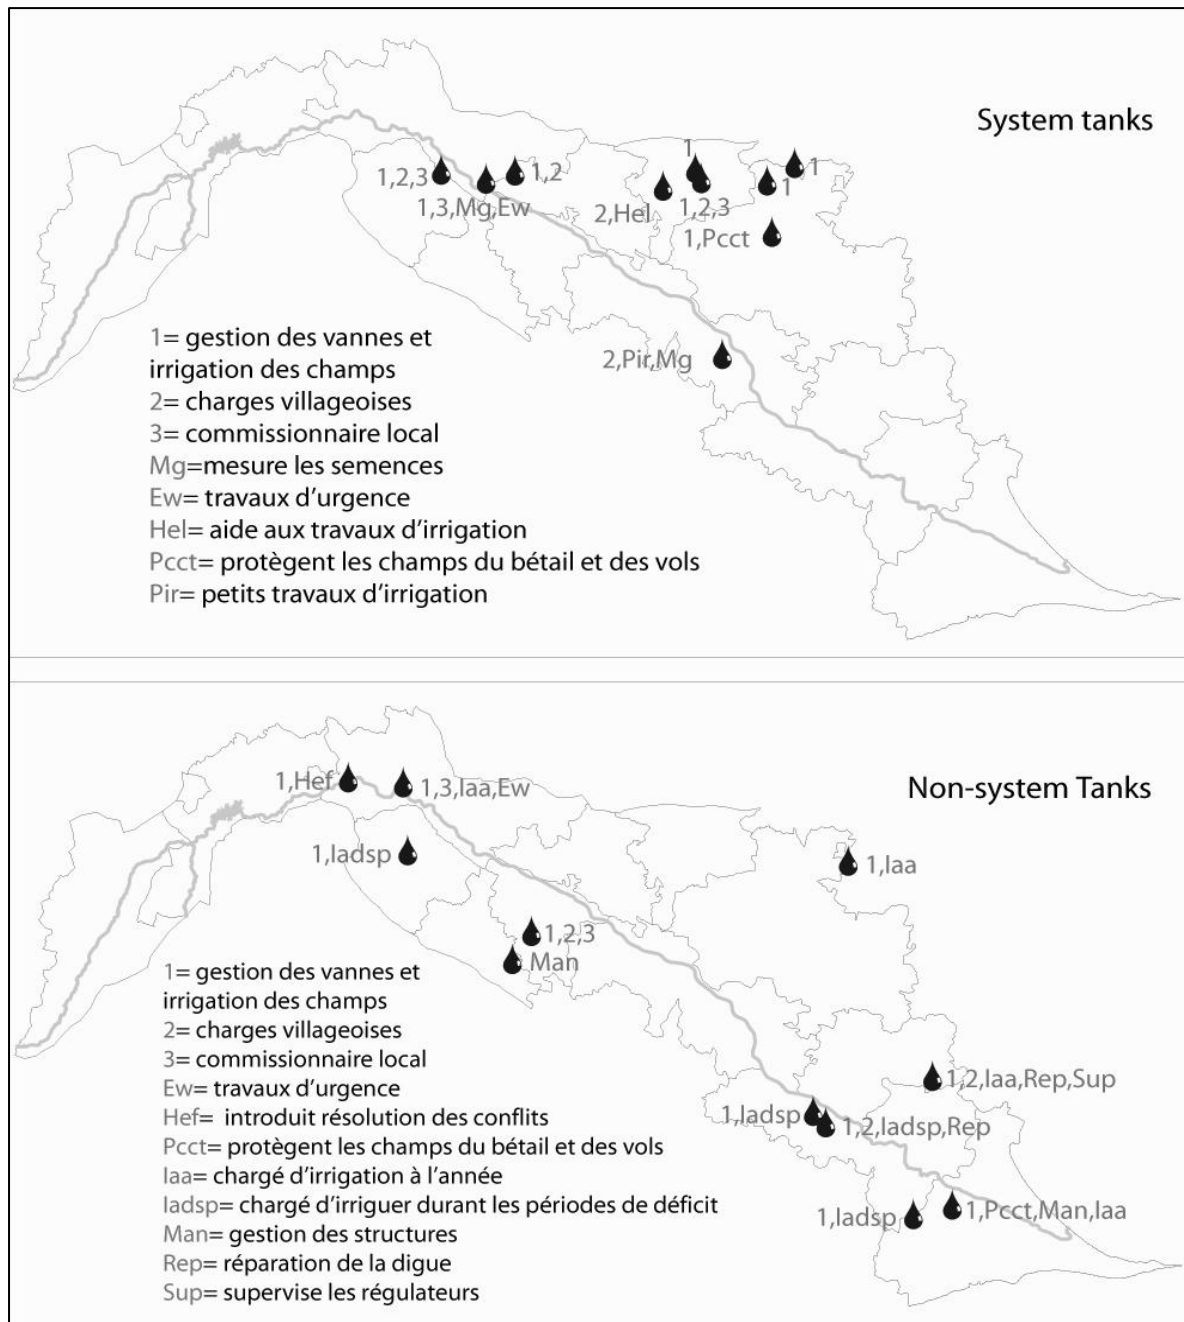 System tanks
1,2,3
1,2
1,3,Mg,Ew
1
1
1
2,Hel
1,2,3
1,Pcct
2,Pir,Mg
1= gestion des vannes et
irrigation des champs
2= charges villageoises
3= commissionnaire local
Mg=mesure les semences
Ew= travaux d'urgence
Hel= aide aux travaux d'irrigation
Pcct= protègent les champs du bétail et des vols
Pir= petits travaux d'irrigation
Non-system Tanks
1,Hef
1,3,Iaa,Ew
1,Iadsp
1,Iaa
1,2,3
Man
1,2,Iaa,Rep,Sup
1,Iadsp
1,2,Iadsp,Rep
1,Iadsp
1,Pcct,Man,Iaa
1= gestion des vannes et
irrigation des champs
2= charges villageoises
3= commissionnaire local
Ew= travaux d'urgence
Hef= introduit résolution des conflits
Pcct= protègent les champs du bétail et des vols
Iaa= chargé d'irrigation à l'année
Iadsp= chargé d'irriguer durant les périodes de déficit
Man= gestion des structures
Rep= réparation de la digue
Sup= supervise les régulateurs